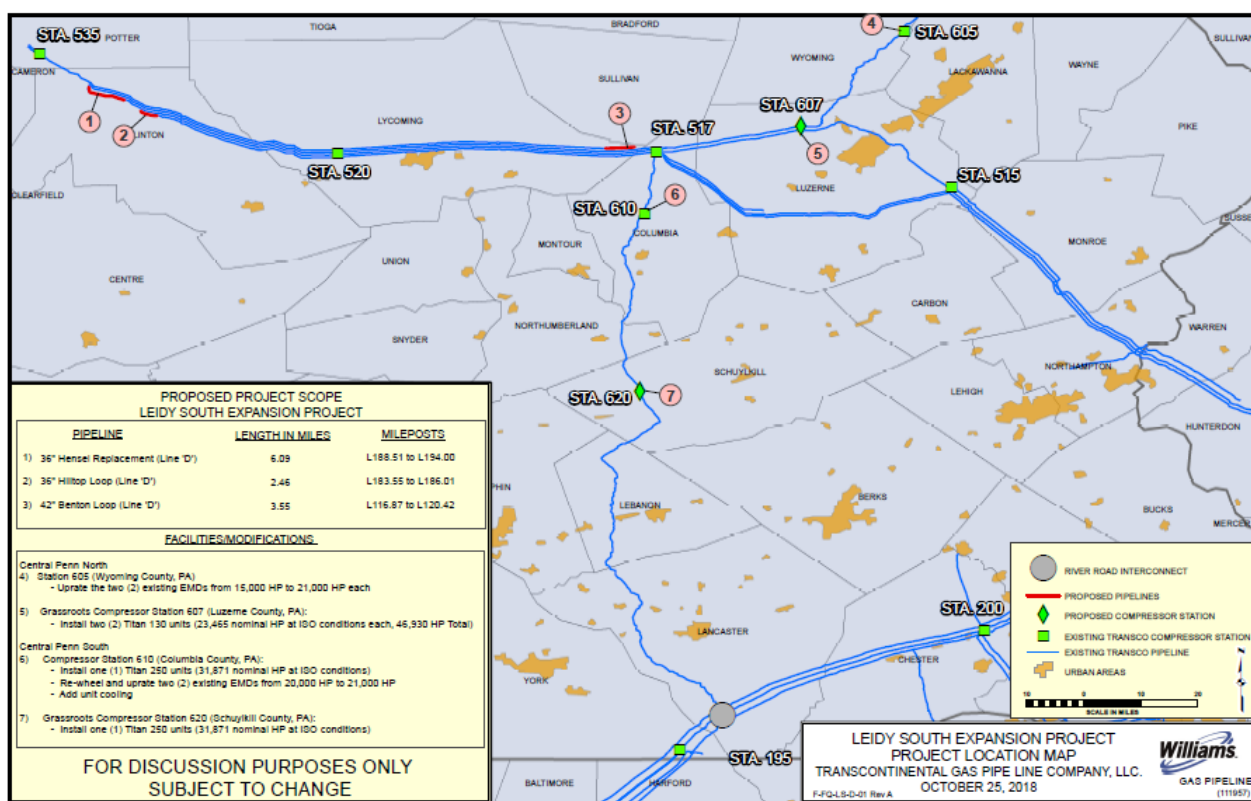 TIOGA
BRADFORD
STA. 535
POTTER
4
STA. 605
SULLIVAN
CAMERON
WYOMING
WAYNE
SULLIVAN
LACKAWANNA
1
2
LINTON
LYCOMING
3
STA. 607
STA. 517
5
PIKE
STA. 520
CLEARFIELD
LUZERNE
STA. 515
STA. 610
6
COLUMBIA
SUSSE
MONTOUR
MONROE
UNION
CENTRE
CARBON
NORTHUMBERLAND
WARREN
SNYDER
SCHUYLKILL
NORTHAMPTON
STA. 620
7
LEHIGH
HUNTERDON
PHIN
LEBANON
BERKS
BUCKS
MERCE
LANCASTER
STA. 200
YORK
CHESTER
STA. 195
BALTIMORE
HARFORD
PROPOSED PROJECT SCOPE
LEIDY SOUTH EXPANSION PROJECT
PIPELINE LENGTH IN MILES MILEPOSTS
1) 36" Hensel Replacement (Line 'D') 6.09 L188.51 to L194.00
2) 36" Hilltop Loop (Line 'D') 2.46 L183.55 to L186.01
3) 42" Benton Loop (Line 'D') 3.55 L116.87 to L120.42
FACILITIES/MODIFICATIONS
Central Penn North
4) Station 605 (Wyoming County, PA)
- Uprate the two (2) existing EMDs from 15,000 HP to 21,000 HP each
5) Grassroots Compressor Station 607 (Luzerne County, PA):
- Install two (2) Titan 130 units (23,465 nominal HP at ISO conditions each, 46,930 HP Total)
Central Penn South
6) Compressor Station 610 (Columbia County, PA):
- Install one (1) Titan 250 units (31,871 nominal HP at ISO conditions)
- Re-wheel and uprate two (2) existing EMDs from 20,000 HP to 21,000 HP
- Add unit cooling
7) Grassroots Compressor Station 620 (Schuylkill County, PA):
- Install one (1) Titan 250 units (31,871 nominal HP at ISO conditions)
FOR DISCUSSION PURPOSES ONLY
SUBJECT TO CHANGE
RIVER ROAD INTERCONNECT
PROPOSED PIPELINES
PROPOSED COMPRESSOR STATION
EXISTING TRANSCO COMPRESSOR STATION
EXISTING TRANSCO PIPELINE
URBAN AREAS
10 0 10 20
SCALE IN MILES
LEIDY SOUTH EXPANSION PROJECT
PROJECT LOCATION MAP
TRANSCONTINENTAL GAS PIPE LINE COMPANY, LLC.
OCTOBER 25, 2018
F-FQ-LS-D-01 Rev A
Williams
GAS PIPELINE
(111957)